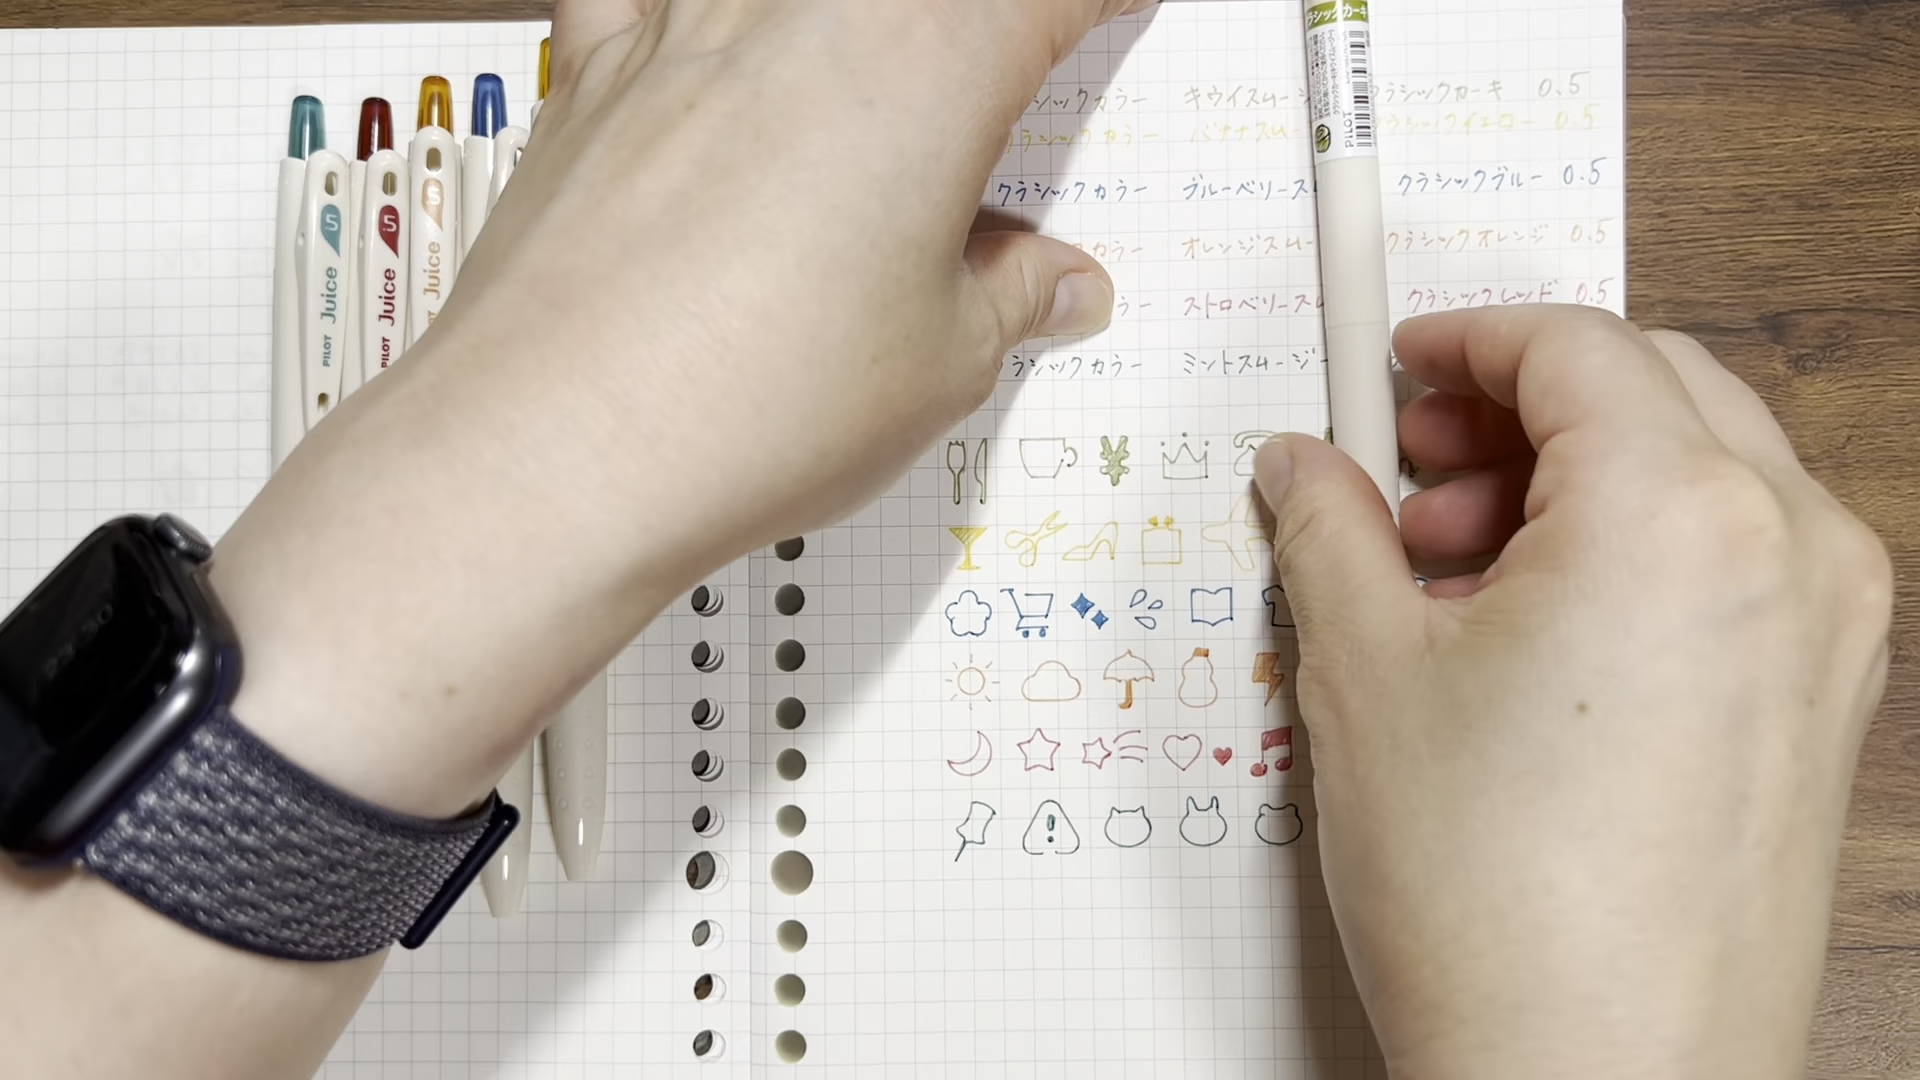 クラシックカーキ
PILOT
シックカラー キウイスムージ ラシックカーキ 0.5
ラシックカラー バナナスムー ラシックイエロー 0.5
クラシックカラー ブルーベリース クラシックブルー 0.5
カラー オレンジスムー クラシックオレンジ 0.5
ラー ストロベリース クラシックレッド 0.5
ラシックカラー ミントスムージー
5 5 5
PILOT Juice
PILOT Juice
Juice